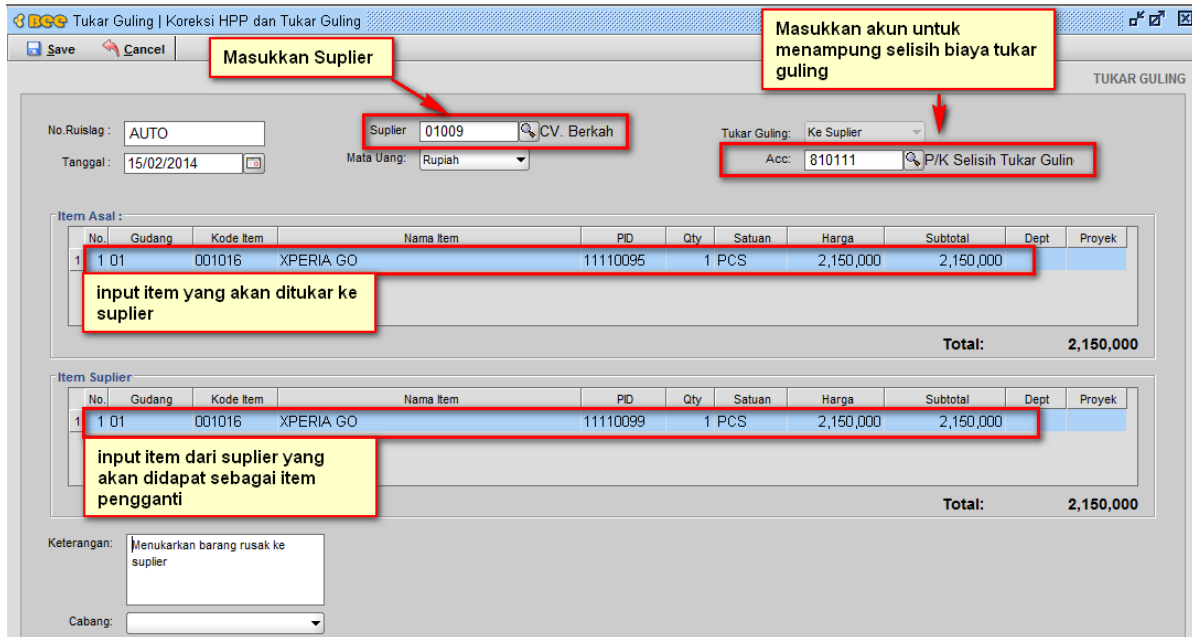 Bee Tukar Guling | Koreksi HPP dan Tukar Guling
Save Cancel
Masukkan Suplier
Masukkan akun untuk
menampung selisih biaya tukar
guling
TUKAR GULING
No.Ruislag : AUTO Suplier 01009 CV. Berkah Tukar Guling: Ke Suplier
Tanggal : 15/02/2014 Mata Uang: Rupiah Acc: 810111 P/K Selisih Tukar Gulin
Item Asal :
No. Gudang Kode Item Nama Item PID Qty Satuan Harga Subtotal Dept Proyek
1 1 01 001016 XPERIA GO 11110095 1 PCS 2,150,000 2,150,000
input item yang akan ditukar ke
suplier
Total: 2,150,000
Item Suplier
No. Gudang Kode Item Nama Item PID Qty Satuan Harga Subtotal Dept Proyek
1 1 01 001016 XPERIA GO 11110099 1 PCS 2,150,000 2,150,000
input item dari suplier yang
akan didapat sebagai item
pengganti
Total: 2,150,000
Keterangan: Menukarkan barang rusak ke
suplier
Cabang: